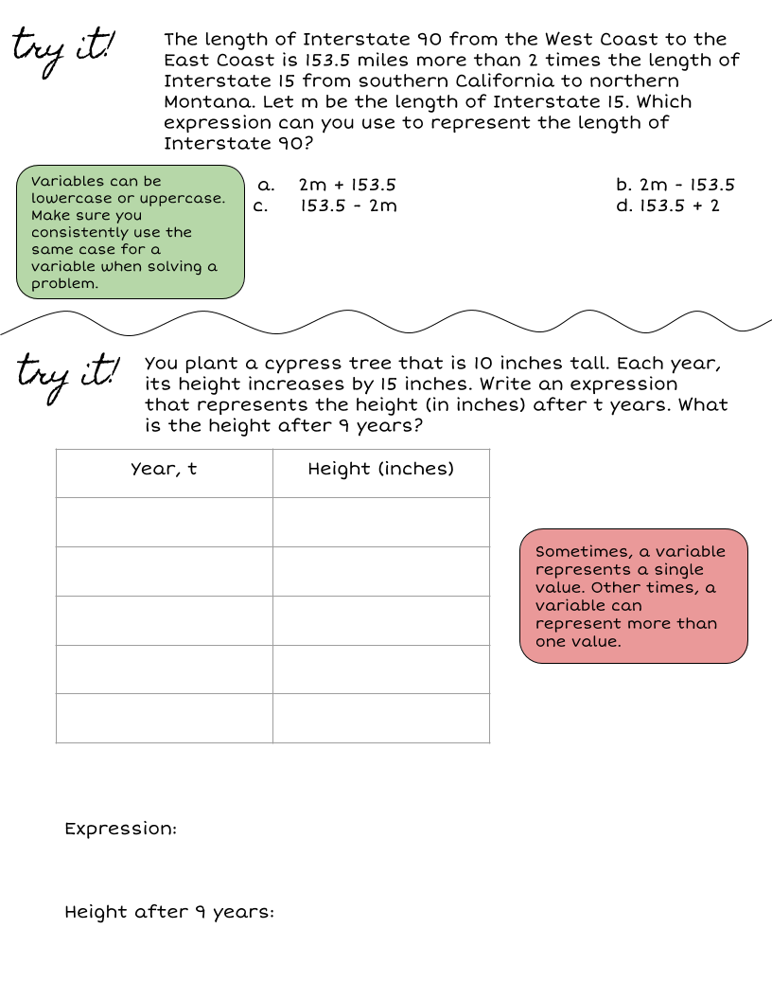 try it!
The length of Interstate 90 from the West Coast to the
East Coast is 153.5 miles more than 2 times the length of
Interstate 15 from southern California to northern
Montana. Let m be the length of Interstate 15. Which
expression can you use to represent the length of
Interstate 90?
Variables can be
lowercase or uppercase.
Make sure you
consistently use the
same case for a
variable when solving a
problem.
a. 2m + 153.5 b. 2m - 153.5
c. 153.5 - 2m d. 153.5 + 2
try it!
You plant a cypress tree that is 10 inches tall. Each year,
its height increases by 15 inches. Write an expression
that represents the height (in inches) after t years. What
is the height after 9 years?
Year, t Height (inches)
Sometimes, a variable
represents a single
value. Other times, a
variable can
represent more than
one value.
Expression:
Height after 9 years: